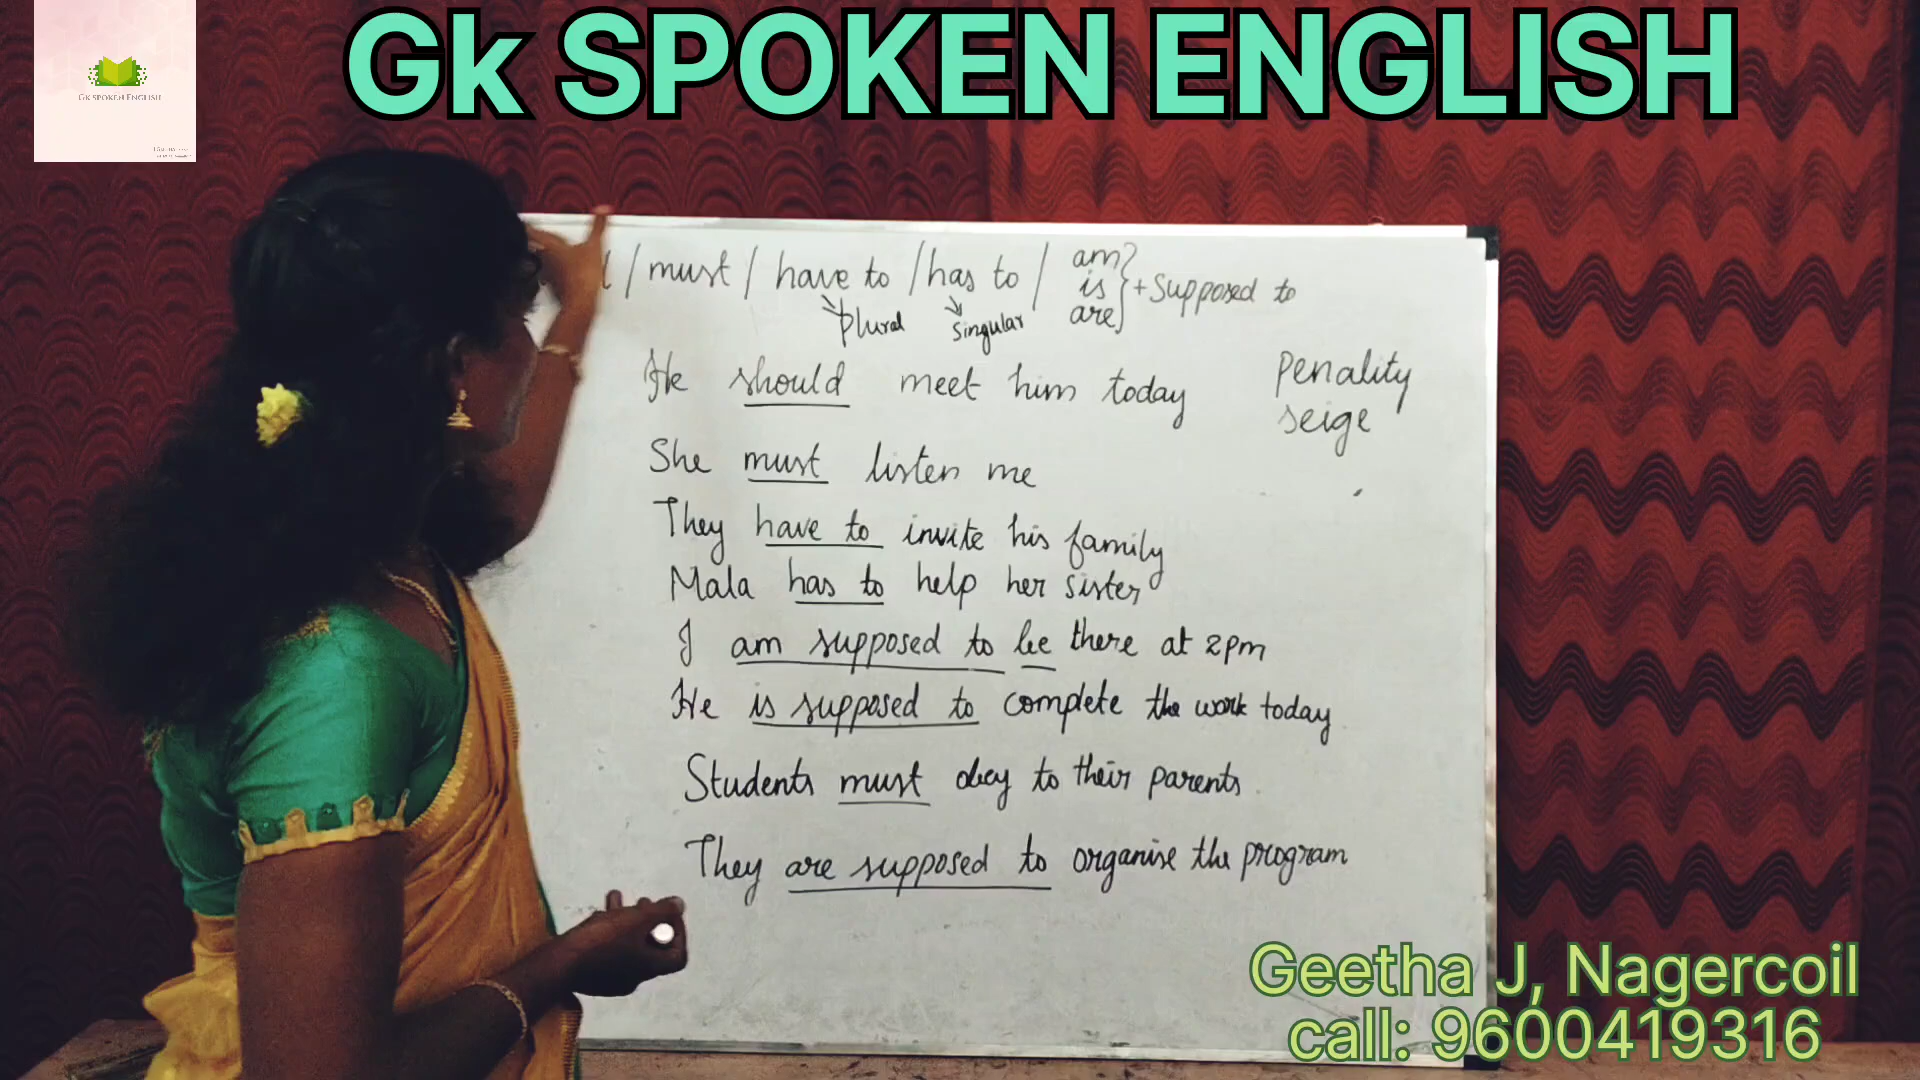 Gk SPOKEN ENGLISH
GK SPOKEN ENGLISH
/ must / have to / has to / am
is
are } + Supposed to
plural singular
He should meet him today
She must listen me
They have to invite his family
Mala has to help her sister
I am supposed to be there at 2pm
He is supposed to complete the work today
Students must obey to their parents
They are supposed to organise the program
Penality
seige
Geetha J, Nagercoil
call: 9600419316